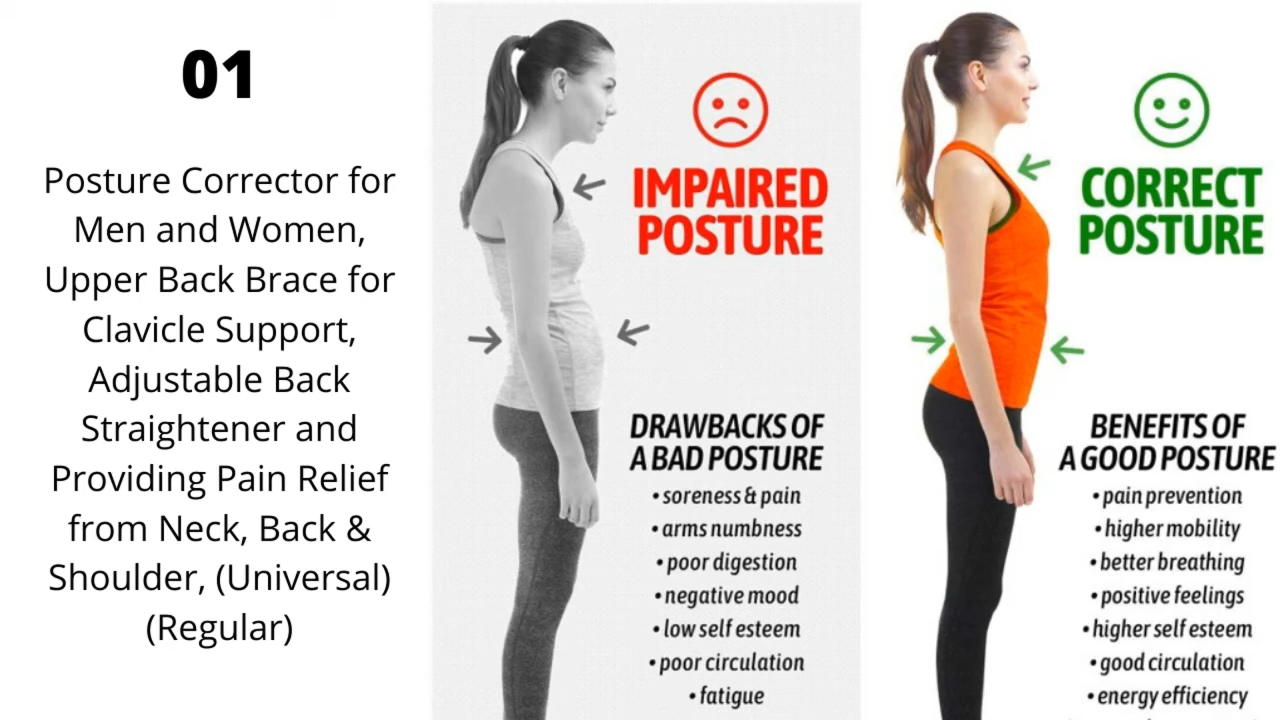 01
Posture Corrector for
Men and Women,
Upper Back Brace for
Clavicle Support,
Adjustable Back
Straightener and
Providing Pain Relief
from Neck, Back &
Shoulder, (Universal)
(Regular)
IMPAIRED
POSTURE
DRAWBACKS OF
A BAD POSTURE
• soreness & pain
• arms numbness
• poor digestion
• negative mood
• low self esteem
• poor circulation
• fatigue
CORRECT
POSTURE
BENEFITS OF
A GOOD POSTURE
• pain prevention
• higher mobility
• better breathing
• positive feelings
• higher self esteem
• good circulation
• energy efficiency